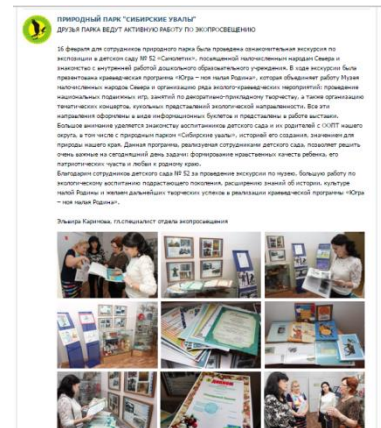 ПРИРОДНЫЙ ПАРК "СИБИРСКИЕ УВАЛЫ"
ДРУЗЬЯ ПАРКА ВЕДУТ АКТИВНУЮ РАБОТУ ПО ЭКОПРОСВЕЩЕНИЮ
16 февраля для сотрудников природного парка была проведена ознакомительная экскурсия по
экспозиции в детском саду № 52 «Самолетик», посвященной малочисленным народам Севера и
знакомство с внутренней работой дошкольного образовательного учреждения. В ходе экскурсии была
презентована краеведческая программа «Югра – моя малая Родина», которая объединяет работу Музея
малочисленных народов Севера и организацию ряда эколого-краеведческих мероприятий: проведение
национальных подвижных игр, занятий по декоративно-прикладному творчеству, а также организацию
тематических концертов, кукольных представлений экологической направленности. Все эти
направления оформлены в виде информационных буклетов и представлены в работе выставки.
Большое внимание уделяется знакомству воспитанников детского сада и их родителей с ООПТ нашего
округа, в том числе с природным парком «Сибирские увалы», историей его создания, значением для
природы нашего края. Данная программа, реализуемая сотрудниками детского сада, позволяет решить
очень важные на сегодняшний день задачи: формирование нравственных качеств ребенка, его
патриотических чувств и любви к родному краю.
Благодарим сотрудников детского сада № 52 за проведение экскурсии по музею, большую работу по
экологическому воспитанию подрастающего поколения, расширению знаний об истории, культуре
малой Родины и желаем дальнейших творческих успехов в реализации краеведческой программы «Югра
– моя малая Родина».
Эльвира Каринова, гл.специалист отдела экопросвещения